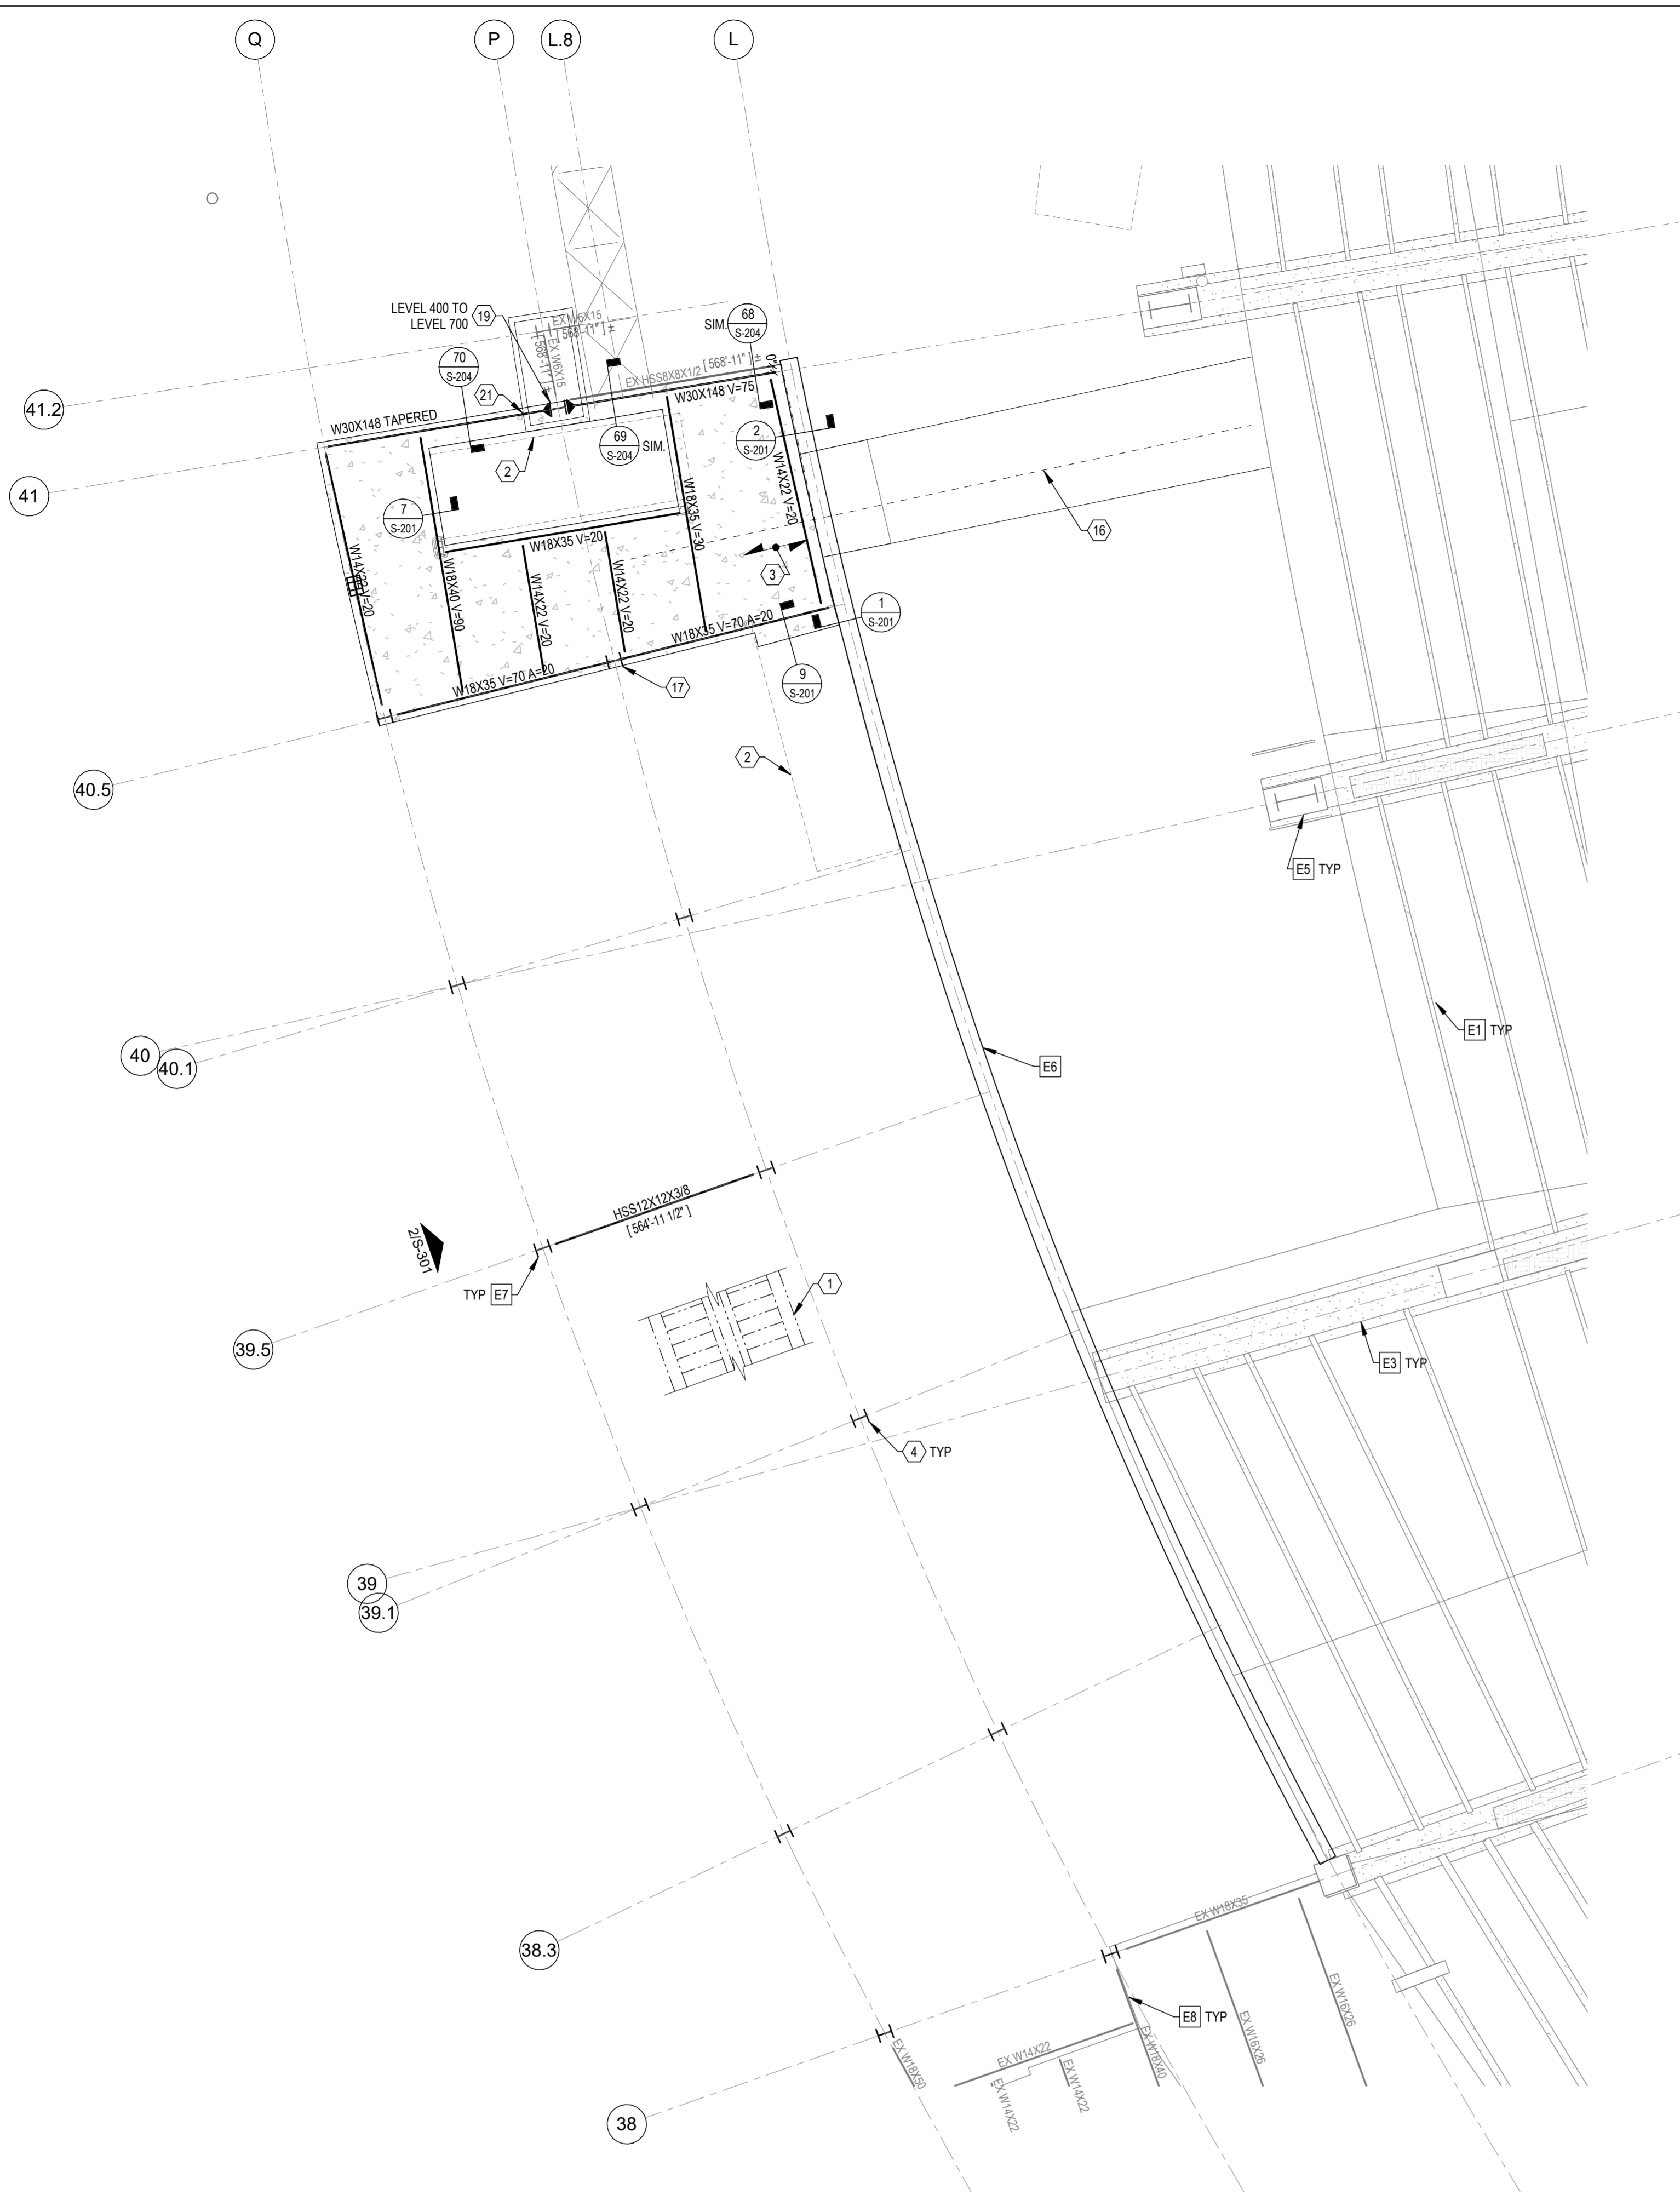 Q
P
L.8
L
LEVEL 400 TO
LEVEL 700
19
EX W6X15
[ 568'-11" ] ±
EX W6X15
[ 568'-11" ] ±
SIM.
68
S-204
70
S-204
21
EX HSS8X8X1/2 [ 568'-11" ] ±
W30X148 V=75
41.2
W30X148 TAPERED
69
S-204
SIM.
2
S-201
2
41
7
S-201
W14X22 V=20
W18X35 V=30
W18X35 V=20
16
W14X22 V=20
W18X40 V=90
W14X22 V=20
W14X22 V=20
3
1
S-201
W18X35 V=70 A=20
W18X35 V=70 A=20
17
9
S-201
2
40.5
E5 TYP
E1 TYP
40
40.1
E6
HSS12X12X3/8
[ 564'-11 1/2" ]
2/S-301
TYP E7
1
39.5
E3 TYP
4 TYP
39
39.1
EX W18X35
38.3
EX W16X26
E8 TYP
EX W16X26
EX W18X50
EX W14X22
EX W18X40
EX W14X22
EX W14X22
38